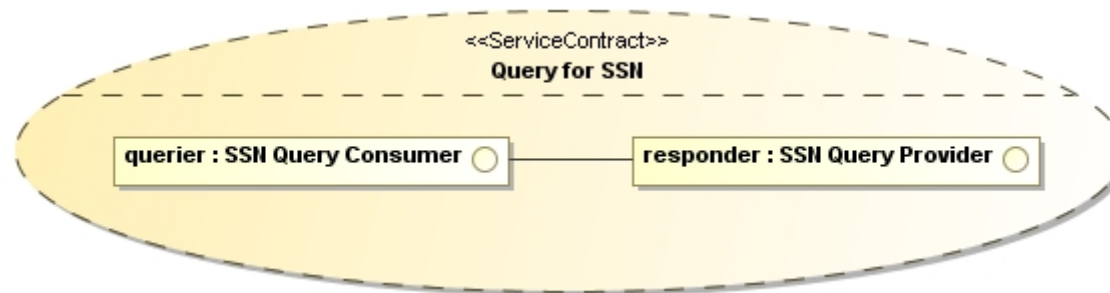 <<ServiceContract>>
Query for SSN
querier : SSN Query Consumer
responder : SSN Query Provider